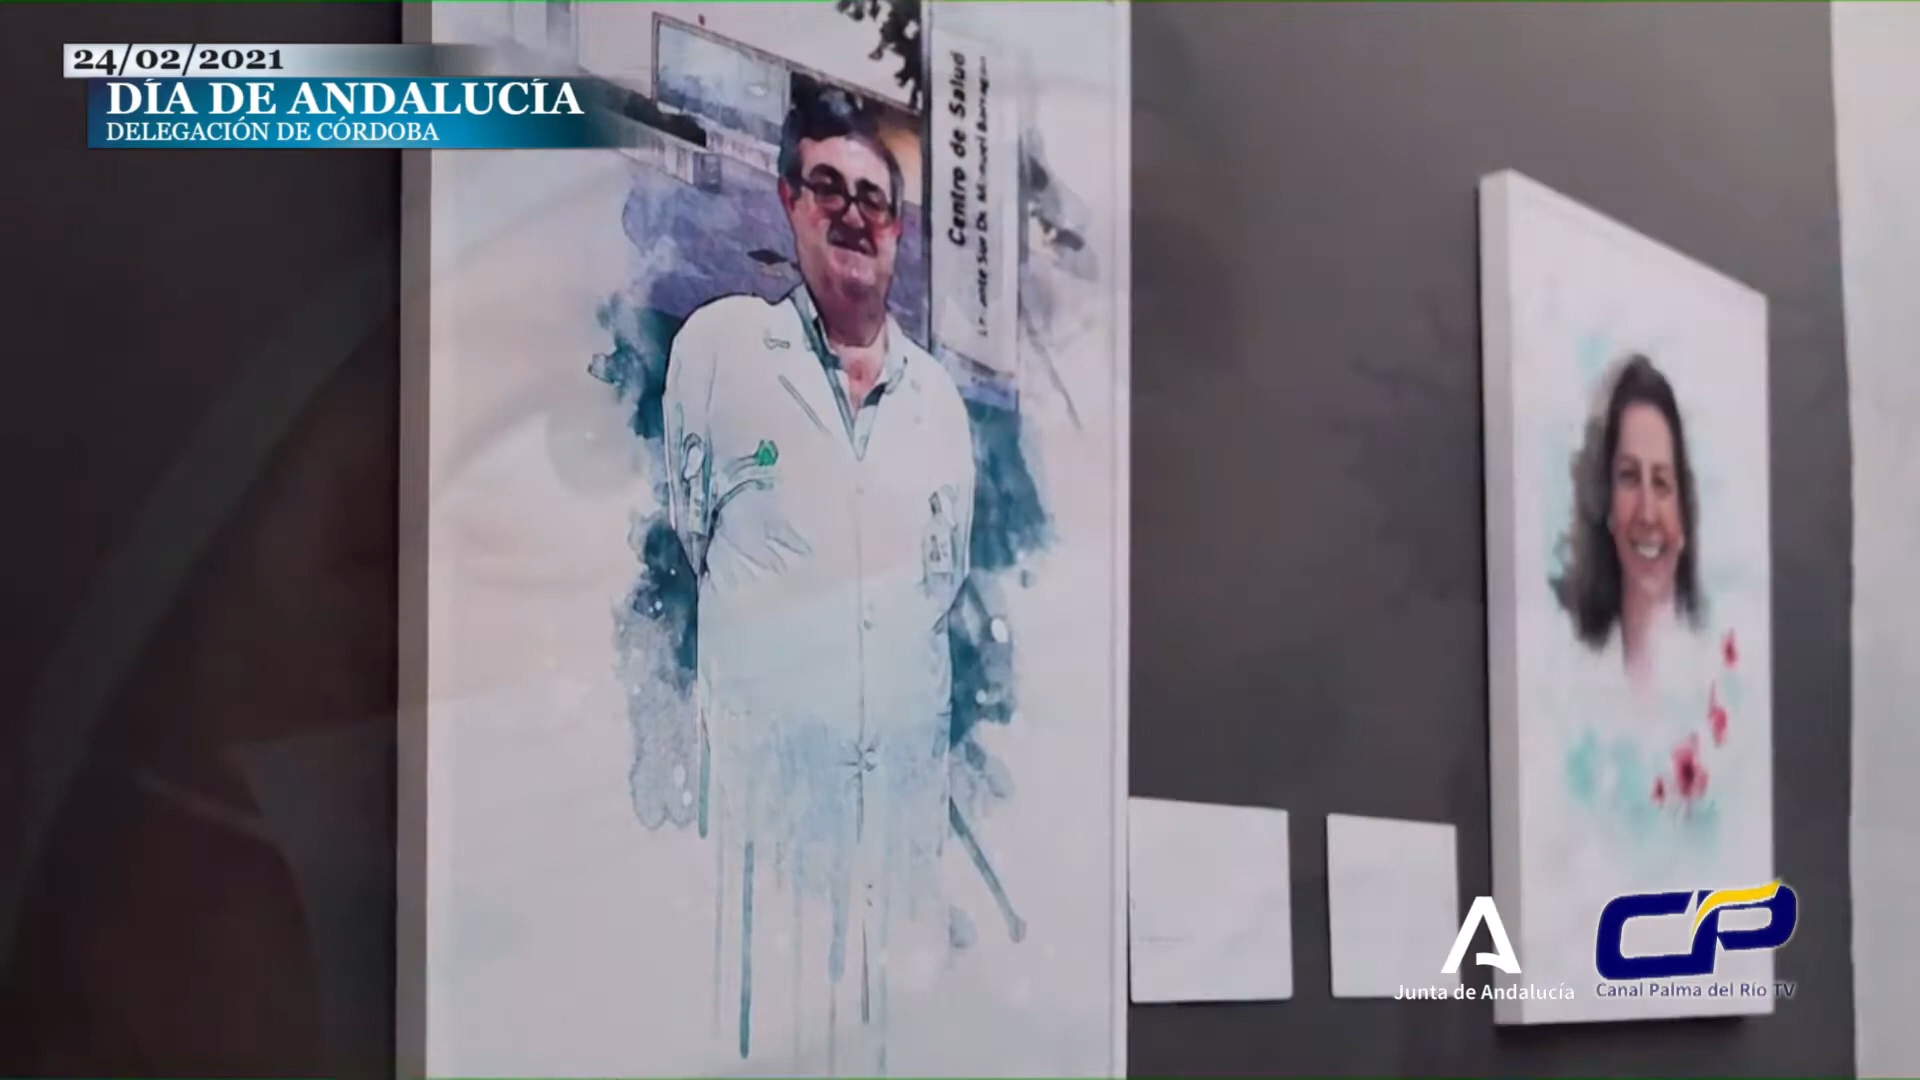 24/02/2021
DÍA DE ANDALUCÍA
DELEGACIÓN DE CÓRDOBA
Centro de Salud
Junta de Andalucía
CP
Canal Palma del Río TV